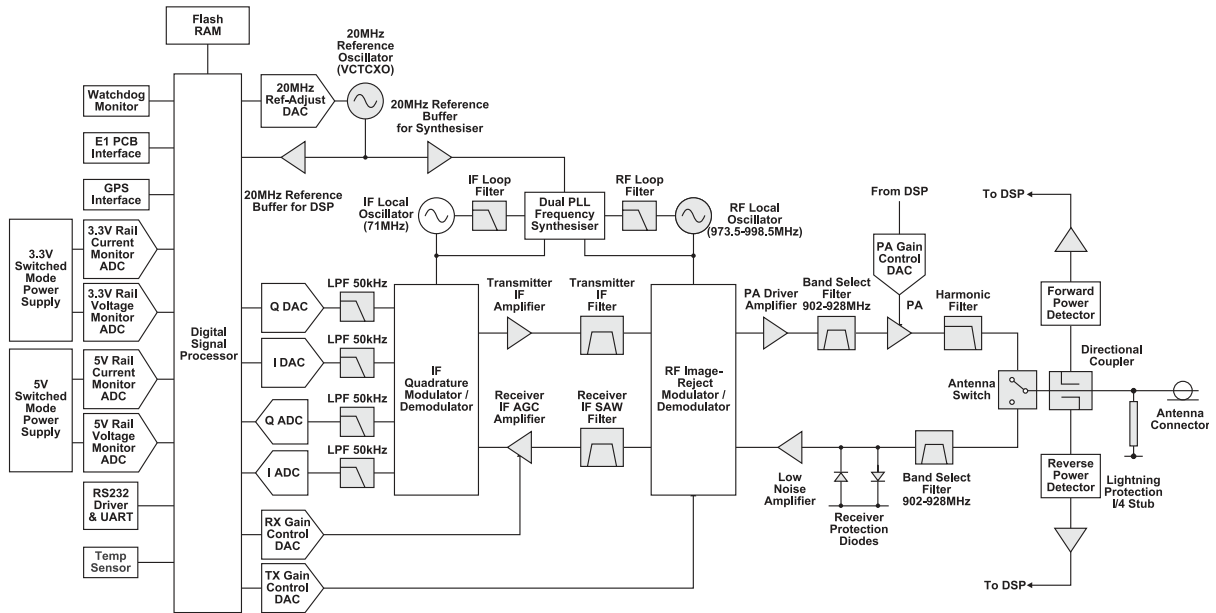 Flash
RAM
Watchdog
Monitor
E1 PCB
Interface
GPS
Interface
3.3V
Switched
Mode Power
Supply
3.3V Rail
Current
Monitor
ADC
3.3V Rail
Voltage
Monitor
ADC
5V
Switched
Mode Power
Supply
5V Rail
Current
Monitor
ADC
5V Rail
Voltage
Monitor
ADC
RS232
Driver
& UART
Temp
Sensor
Digital
Signal
Processor
20MHz
Ref-Adjust
DAC
20MHz
Reference
Oscillator
(VCTCXO)
20MHz Reference
Buffer
for Synthesiser
20MHz Reference
Buffer for DSP
IF Local
Oscillator
(71MHz)
IF Loop
Filter
Dual PLL
Frequency
Synthesiser
RF Loop
Filter
RF Local
Oscillator
(973.5-998.5MHz)
Q DAC
LPF 50kHz
I DAC
LPF 50kHz
Q ADC
LPF 50kHz
I ADC
LPF 50kHz
RX Gain
Control
DAC
TX Gain
Control
DAC
IF
Quadrature
Modulator /
Demodulator
Transmitter
IF Amplifier
Transmitter
IF
Filter
Receiver
IF AGC
Amplifier
Receiver
IF SAW
Filter
RF Image-
Reject
Modulator /
Demodulator
PA Driver
Amplifier
Band Select
Filter
902-928MHz
From DSP
PA Gain
Control
DAC
PA
Harmonic
Filter
Low
Noise
Amplifier
Receiver
Protection
Diodes
Band Select
Filter
902-928MHz
Antenna
Switch
To DSP
Forward
Power
Detector
Directional
Coupler
Reverse
Power
Detector
To DSP
Antenna
Connector
Lightning
Protection
l/4 Stub